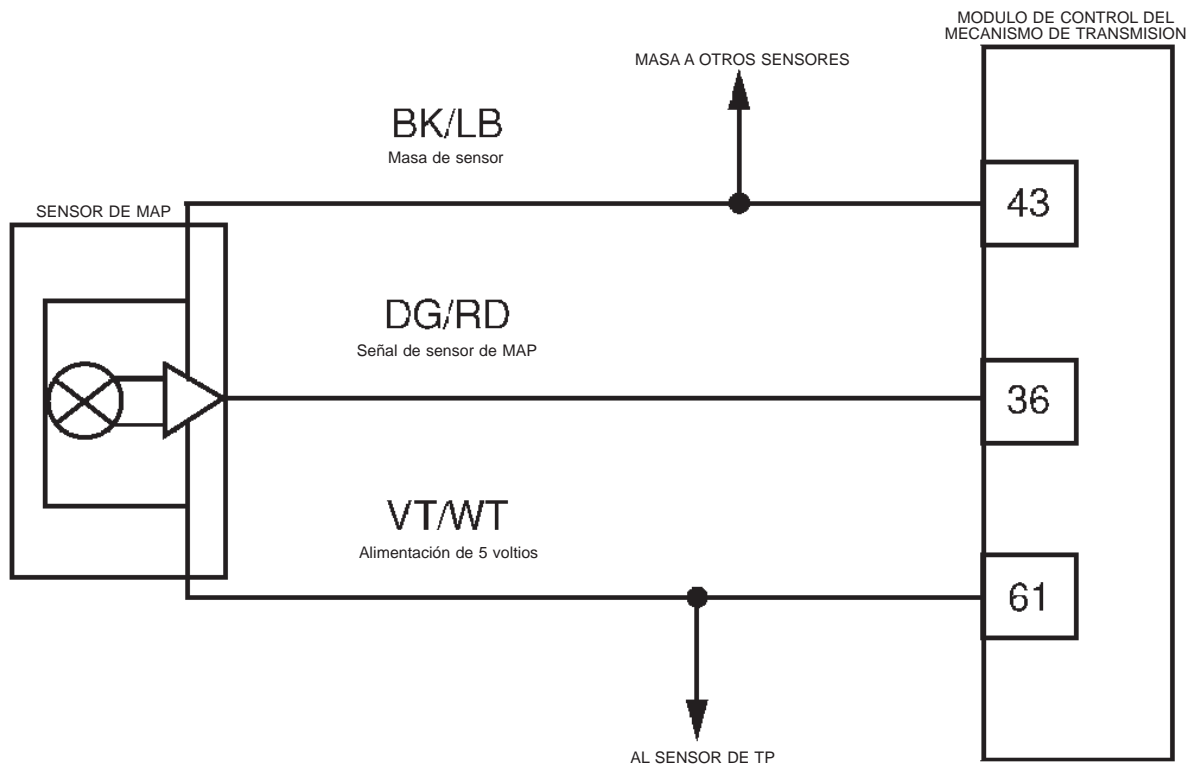 MODULO DE CONTROL DEL
MECANISMO DE TRANSMISION
MASA A OTROS SENSORES
BK/LB
Masa de sensor
43
SENSOR DE MAP
DG/RD
Señal de sensor de MAP
36
VT/WT
Alimentación de 5 voltios
61
AL SENSOR DE TP